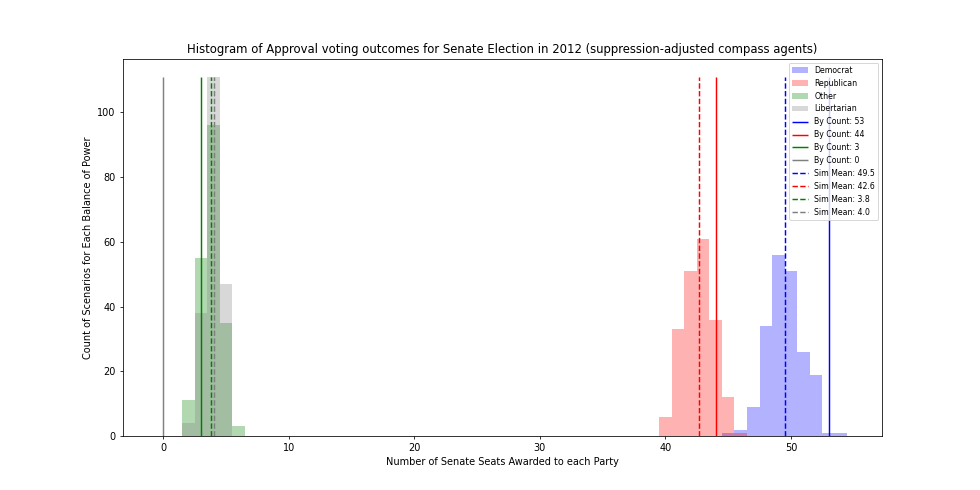 Histogram of Approval voting outcomes for Senate Election in 2012 (suppression-adjusted compass agents)
Count of Scenarios for Each Balance of Power
100
80
60
40
20
0
0 10 20 30 40 50
Number of Senate Seats Awarded to each Party
Democrat
Republican
Other
Libertarian
By Count: 53
By Count: 44
By Count: 3
By Count: 0
Sim Mean: 49.5
Sim Mean: 42.6
Sim Mean: 3.8
Sim Mean: 4.0